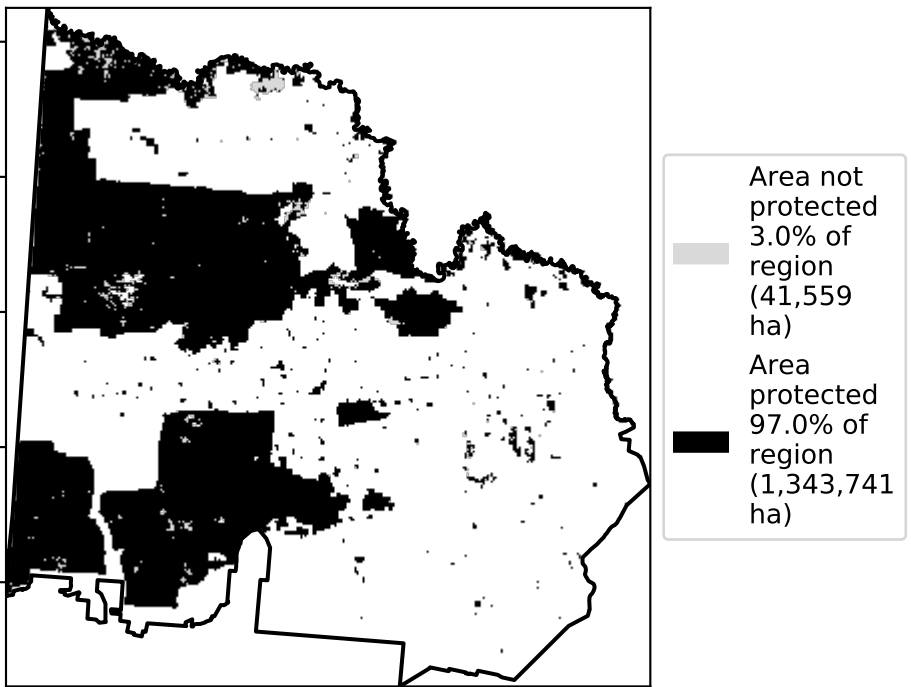 Area not
protected
3.0% of
region
(41,559
ha)
Area
protected
97.0% of
region
(1,343,741
ha)